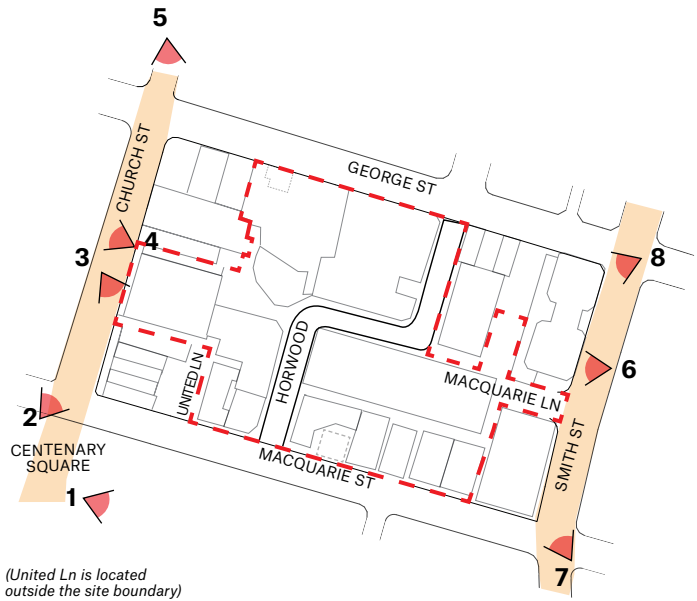 5
CHURCH ST
GEORGE ST
4
3
8
HORWOOD
UNITED LN
MACQUARIE LN
6
2
CENTENARY
SQUARE
MACQUARIE ST
SMITH ST
1
7
(United Ln is located
outside the site boundary)